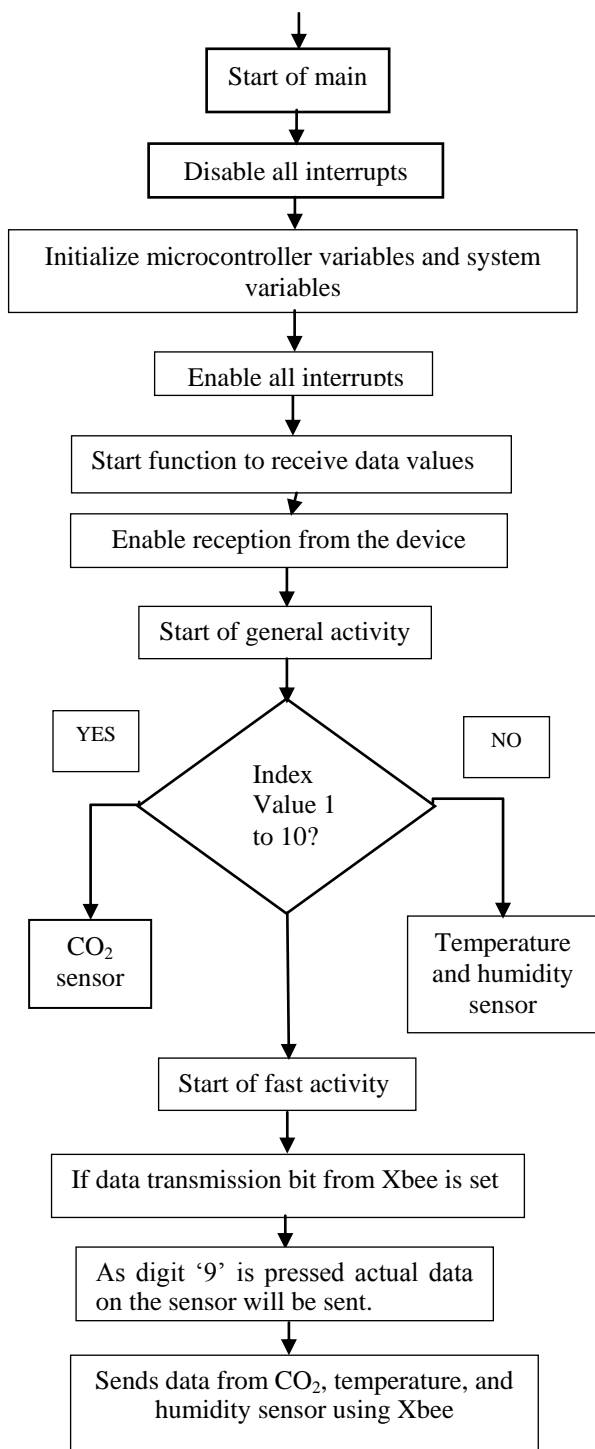 Start of main
Disable all interrupts
Initialize microcontroller variables and system
variables
Enable all interrupts
Start function to receive data values
Enable reception from the device
Start of general activity
YES
NO
Index
Value 1
to 10?
CO₂
sensor
Temperature
and humidity
sensor
Start of fast activity
If data transmission bit from Xbee is set
As digit ‘9’ is pressed actual data
on the sensor will be sent.
Sends data from CO₂, temperature, and
humidity sensor using Xbee